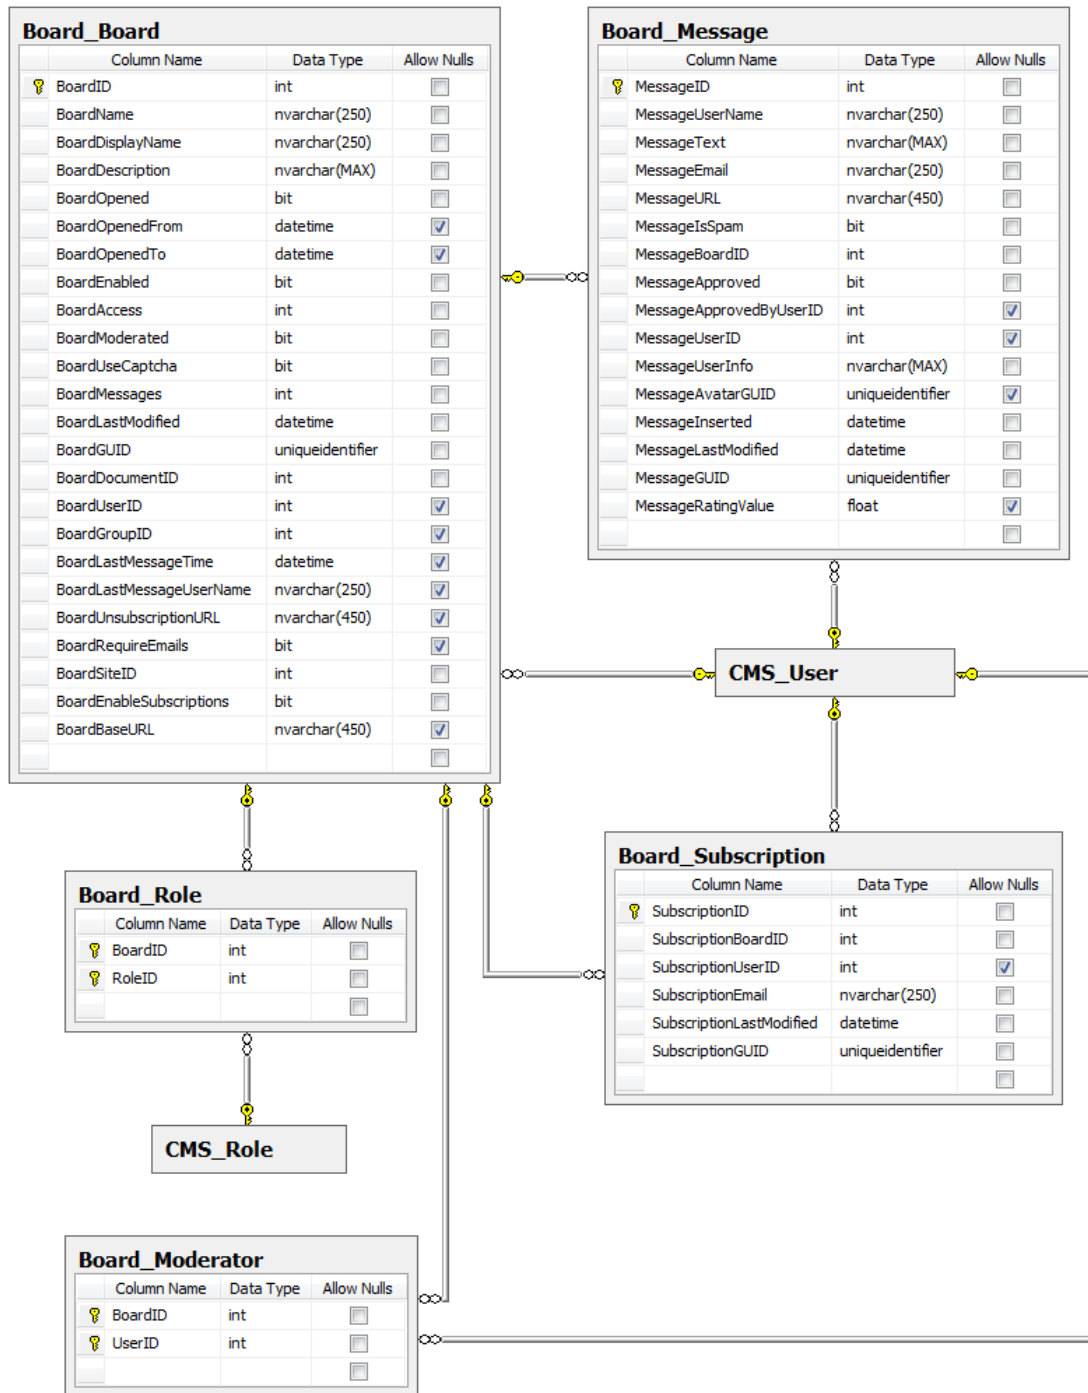 Board_Board
Column Name Data Type Allow Nulls
BoardID int
BoardName nvarchar(250)
BoardDisplayName nvarchar(250)
BoardDescription nvarchar(MAX)
BoardOpened bit
BoardOpenedFrom datetime
BoardOpenedTo datetime
BoardEnabled bit
BoardAccess int
BoardModerated bit
BoardUseCaptcha bit
BoardMessages int
BoardLastModified datetime
BoardGUID uniqueidentifier
BoardDocumentID int
BoardUserID int
BoardGroupID int
BoardLastMessageTime datetime
BoardLastMessageUserName nvarchar(250)
BoardUnsubscriptionURL nvarchar(450)
BoardRequireEmails bit
BoardSiteID int
BoardEnableSubscriptions bit
BoardBaseURL nvarchar(450)
Board_Message
Column Name Data Type Allow Nulls
MessageID int
MessageUserName nvarchar(250)
MessageText nvarchar(MAX)
MessageEmail nvarchar(250)
MessageURL nvarchar(450)
MessageIsSpam bit
MessageBoardID int
MessageApproved bit
MessageApprovedByUserID int
MessageUserID int
MessageUserInfo nvarchar(MAX)
MessageAvatarGUID uniqueidentifier
MessageInserted datetime
MessageLastModified datetime
MessageGUID uniqueidentifier
MessageRatingValue float
CMS_User
Board_Role
Column Name Data Type Allow Nulls
BoardID int
RoleID int
Board_Subscription
Column Name Data Type Allow Nulls
SubscriptionID int
SubscriptionBoardID int
SubscriptionUserID int
SubscriptionEmail nvarchar(250)
SubscriptionLastModified datetime
SubscriptionGUID uniqueidentifier
CMS_Role
Board_Moderator
Column Name Data Type Allow Nulls
BoardID int
UserID int